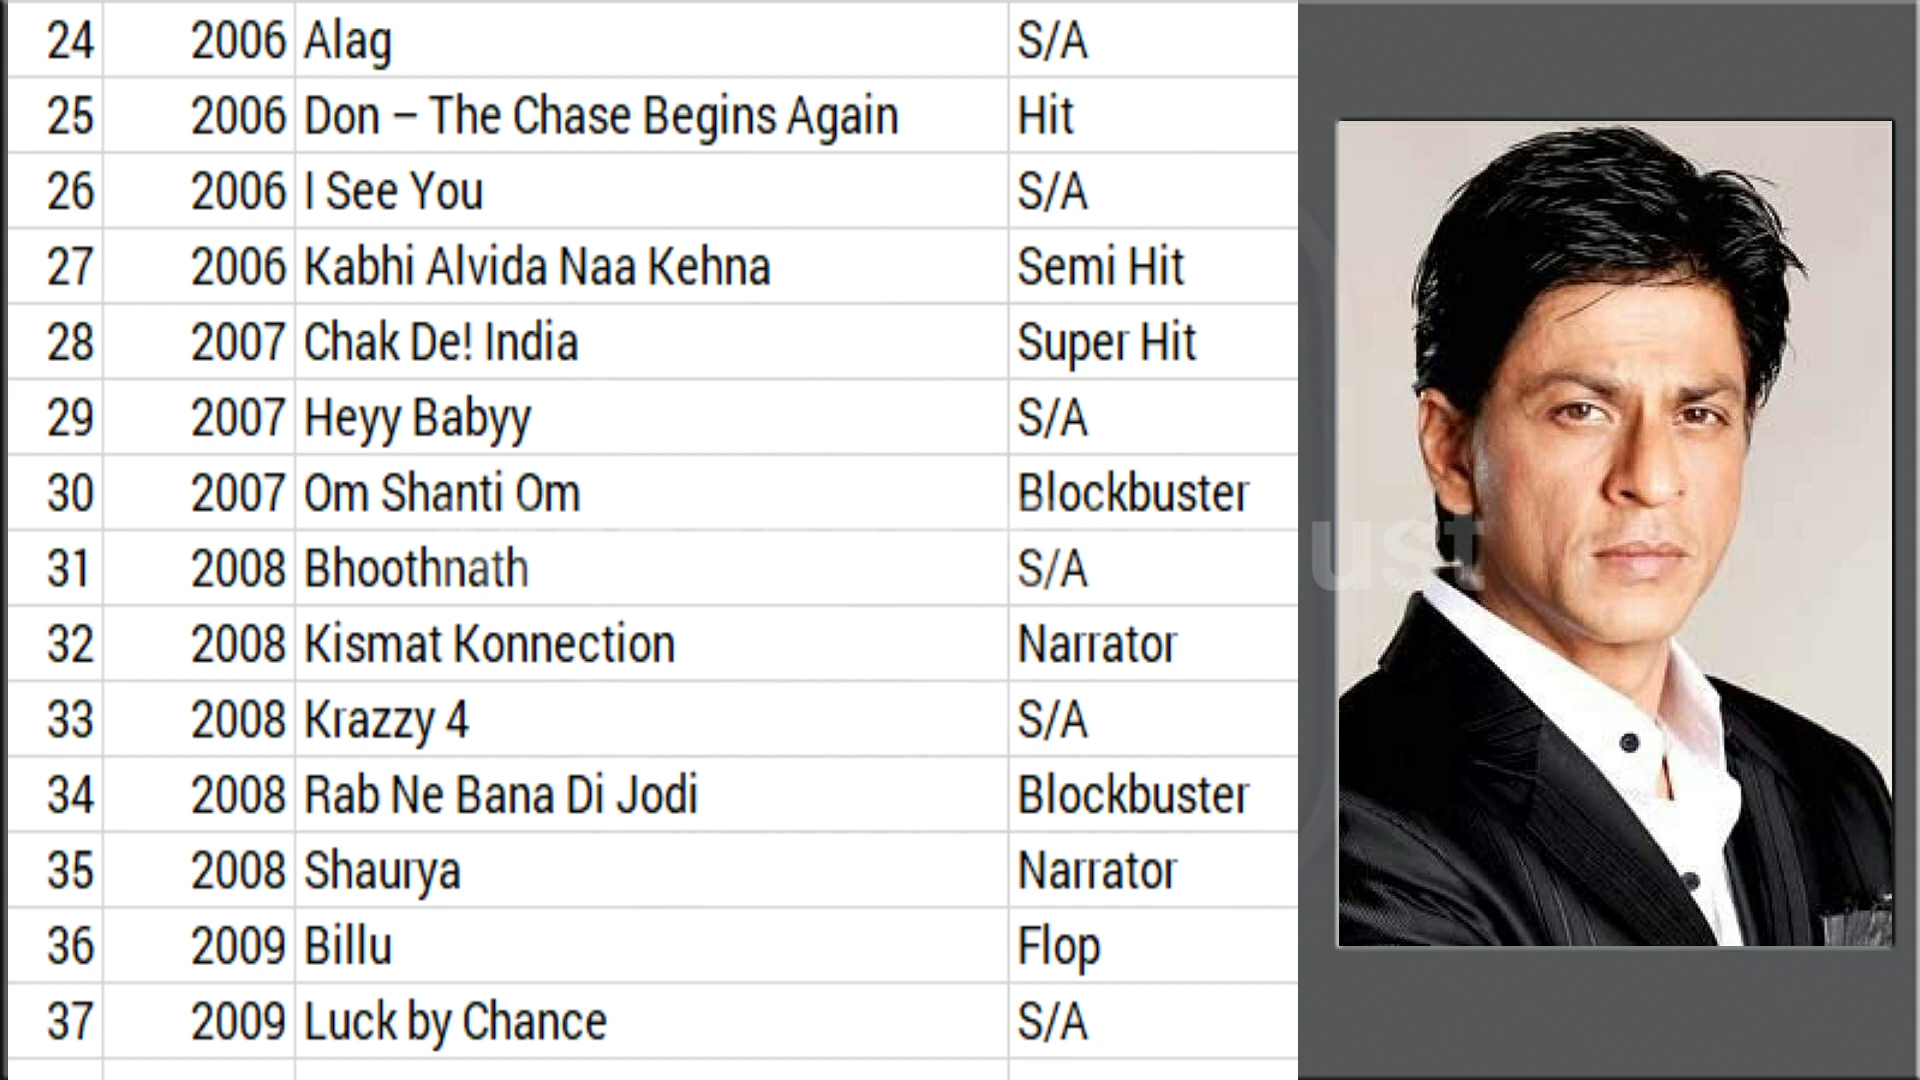 24 2006 Alag S/A
25 2006 Don – The Chase Begins Again Hit
26 2006 I See You S/A
27 2006 Kabhi Alvida Naa Kehna Semi Hit
28 2007 Chak De! India Super Hit
29 2007 Heyy Babyy S/A
30 2007 Om Shanti Om Blockbuster
31 2008 Bhoothnath S/A
32 2008 Kismat Konnection Narrator
33 2008 Krazzy 4 S/A
34 2008 Rab Ne Bana Di Jodi Blockbuster
35 2008 Shaurya Narrator
36 2009 Billu Flop
37 2009 Luck by Chance S/A